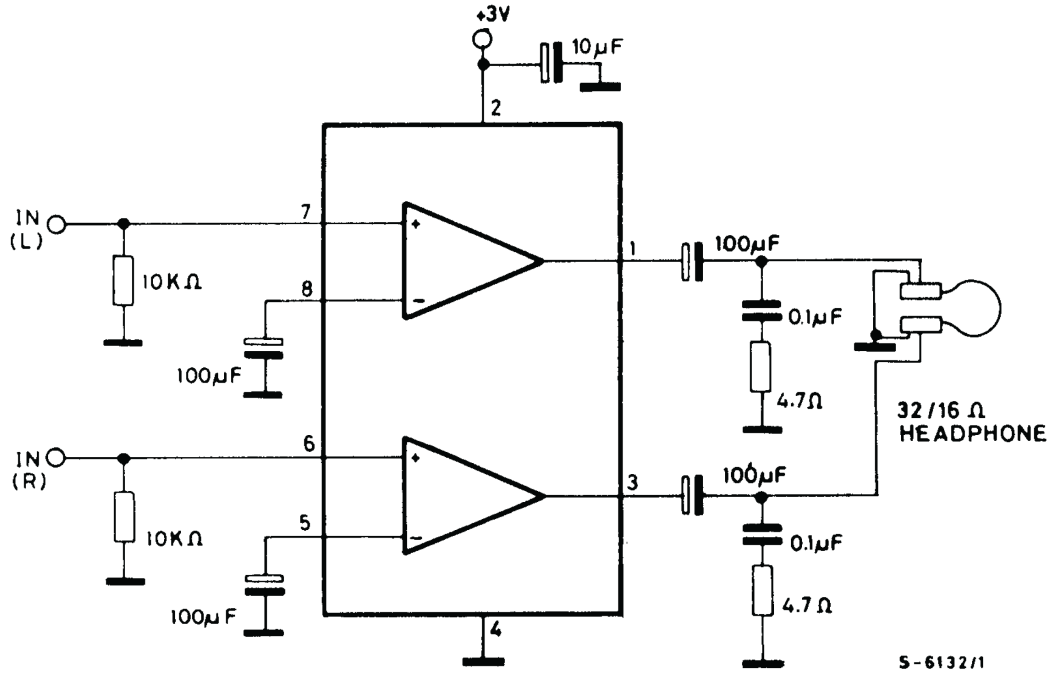 +3V
10µF
2
IN
(L)
7
+
10KΩ
8
-
100µF
1
100µF
0.1µF
4.7Ω
32/16 Ω
HEADPHONE
IN
(R)
6
+
10KΩ
5
-
100µF
3
100µF
0.1µF
4.7Ω
4
S-6132/1